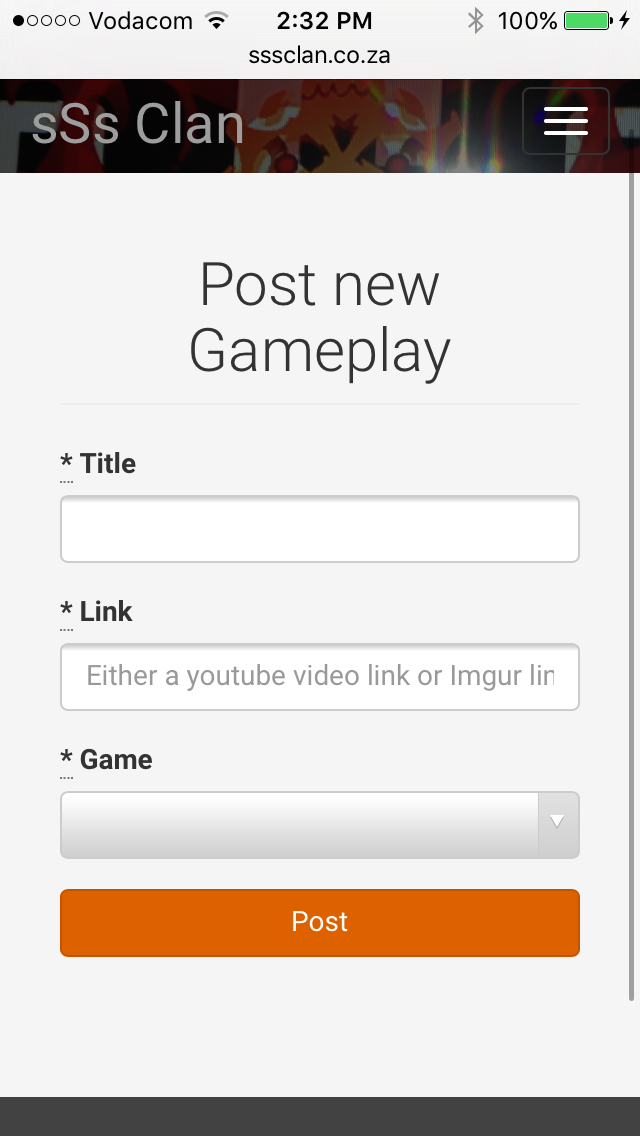 Vodacom 2:32 PM 100%
sssclan.co.za
sSs Clan
Post new
Gameplay
* Title
* Link
Either a youtube video link or Imgur lin
* Game
Post